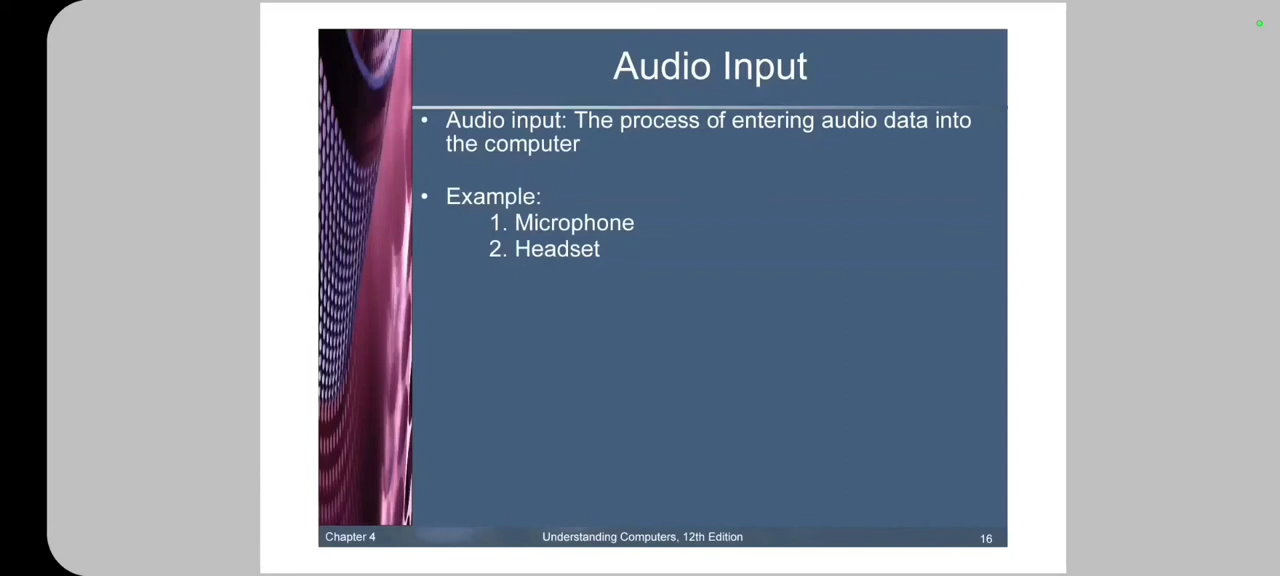 Audio Input
• Audio input: The process of entering audio data into
the computer
• Example:
1. Microphone
2. Headset
Chapter 4
Understanding Computers, 12th Edition
16